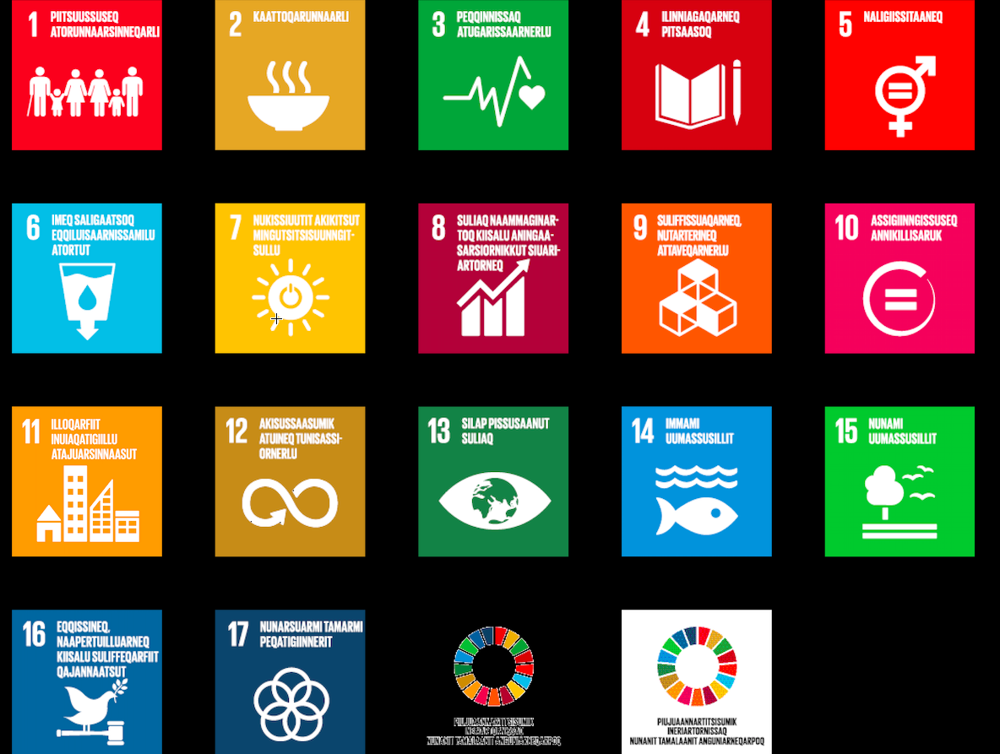 1 PIITSUUSSUSEQ
ATORUNNAARSINNEQARLI
2 KAATTOQARUNNAARLI
3 PEQQINNISSAQ
ATUGARISSAARNERLU
4 ILINNIAGAQARNEQ
PITSAASOQ
5 NALIGIISSITAANEQ
6 IMEQ SALIGAATSOQ
EQQILUISAARNISSAMILU
ATORTUT
7 NUKISSIUUTIT AKIKITSUT
MINGUTSITSISUUNNGIT-
SULLU
8 SULIAQ NAAMMAGINAR-
TOQ KIISALU ANINGAA-
SARSIORNIKKUT SIUARI-
ARTORNEQ
9 SULIFFISSUAQARNEQ,
NUTARTERINEQ
ATTAVEQARNERLU
10 ASSIGIINNGISSUSEQ
ANNIKILLISARUK
11 ILLOQARFIIT
INUIAQATIGIILLU
ATAJUARSINNAASUT
12 AKISUSSAASUMIK
ATUINEQ TUNISASSI-
ORNERLU
13 SILAP PISSUSAANUT
SULIAQ
14 IMMAMI
UUMASSUSILLIT
15 NUNAMI
UUMASSUSILLIT
16 EQQISSINEQ,
NAAPERTUILLUARNEQ
KIISALU SULIFFEQARFIIT
QAJANNAATSUT
17 NUNARSUARMI TAMARMI
PEQATIGIINNERIT
PIUJUAANNARTITSISUMIK
INERIARTORNISSAQ
NUNANIT TAMALAANIT ANGUNIARNEQARPOQ